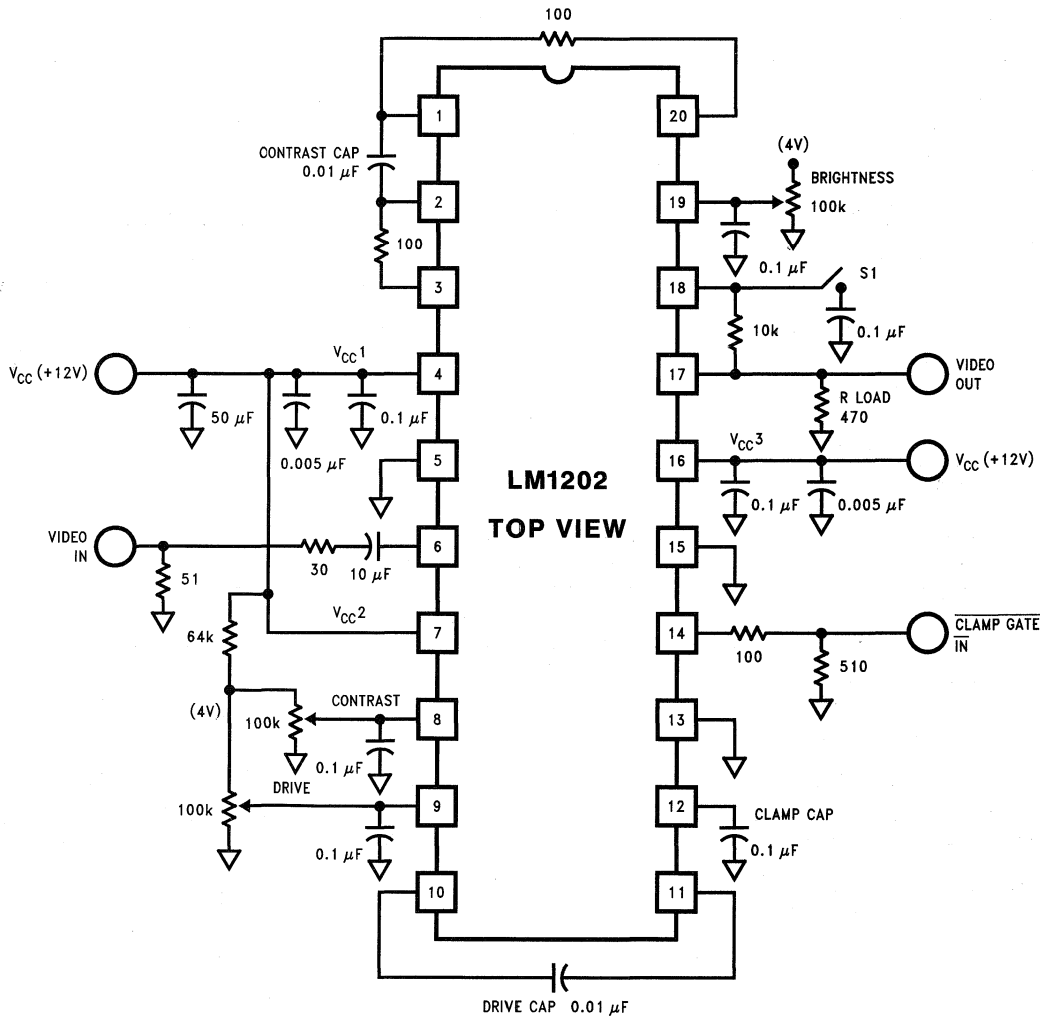 100
1
20
CONTRAST CAP
0.01 µF
(4V)
BRIGHTNESS
100k
2
19
100
0.1 µF
3
18
S1
10k
0.1 µF
VCC (+12V)
VCC1
4
17
VIDEO
OUT
50 µF
0.005 µF
0.1 µF
R LOAD
470
5
LM1202
TOP VIEW
16
VCC3
VCC (+12V)
0.1 µF
0.005 µF
VIDEO
IN
6
15
51
30
10 µF
VCC2
7
14
CLAMP GATE
IN
64k
100
510
(4V)
CONTRAST
100k
8
13
0.1 µF
DRIVE
100k
9
12
CLAMP CAP
0.1 µF
0.1 µF
10
11
DRIVE CAP 0.01 µF